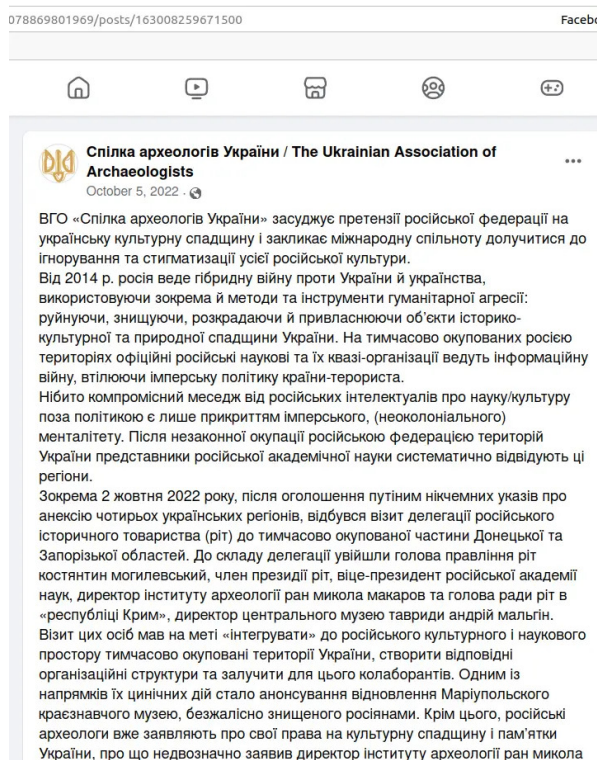 078869801969/posts/163008259671500
Facebo
Спілка археологів України / The Ukrainian Association of
Archaeologists
October 5, 2022 ·
ВГО «Спілка археологів України» засуджує претензії російської федерації на
українську культурну спадщину і закликає міжнародну спільноту долучитися до
ігнорування та стигматизації усієї російської культури.
Від 2014 р. росія веде гібридну війну проти України й українства,
використовуючи зокрема й методи та інструменти гуманітарної агресії:
руйнуючи, знищуючи, розкрадаючи й привласнюючи об’єкти історико-
культурної та природної спадщини України. На тимчасово окупованих росією
територіях офіційні російські наукові та їх квазі-організації ведуть інформаційну
війну, втілюючи імперську політику країни-терориста.
Нібито компромісний меседж від російських інтелектуалів про науку/культуру
поза політикою є лише прикриттям імперського, (неоколоніального)
менталітету. Після незаконної окупації російською федерацією територій
України представники російської академічної науки систематично відвідують ці
регіони.
Зокрема 2 жовтня 2022 року, після оголошення путіним нікчемних указів про
анексію чотирьох українських регіонів, відбувся візит делегації російського
історичного товариства (ріт) до тимчасово окупованої частини Донецької та
Запорізької областей. До складу делегації увійшли голова правління ріт
костянтин могилевський, член президії ріт, віце-президент російської академії
наук, директор інституту археології ран микола макаров та голова ради ріт в
«республіці Крим», директор центрального музею тавриди андрій мальгін.
Візит цих осіб мав на меті «інтегрувати» до російського культурного і наукового
простору тимчасово окуповані території України, створити відповідні
організаційні структури та залучити для цього колаборантів. Одним із
напрямків їх цинічних дій стало анонсування відновлення Маріупольского
краєзнавчого музею, безжалісно знищеного росіянами. Крім цього, російські
археологи вже заявляють про свої права на культурну спадщину і пам’ятки
України, про що недвозначно заявив директор інституту археології ран микола